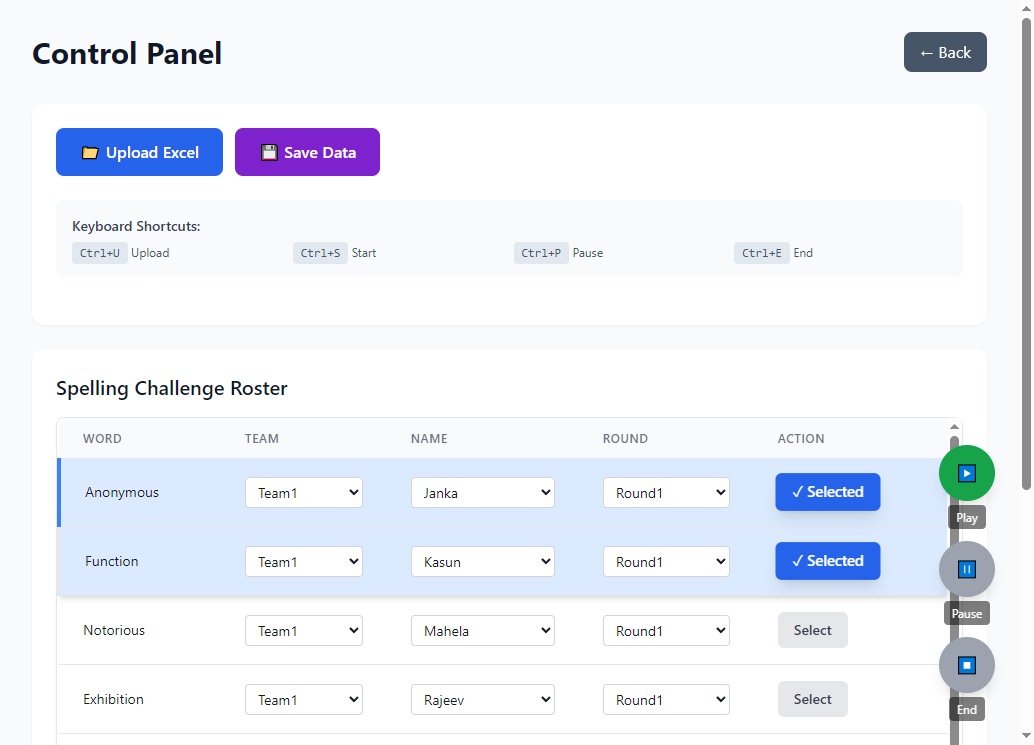 Control Panel
← Back
📁 Upload Excel
💾 Save Data
Keyboard Shortcuts:
Ctrl+U Upload
Ctrl+S Start
Ctrl+P Pause
Ctrl+E End
Spelling Challenge Roster
WORD TEAM NAME ROUND ACTION
Anonymous Team1 Janka Round1 ✓ Selected
Play
Function Team1 Kasun Round1 ✓ Selected
Pause
Notorious Team1 Mahela Round1 Select
Exhibition Team1 Rajeev Round1 Select
End